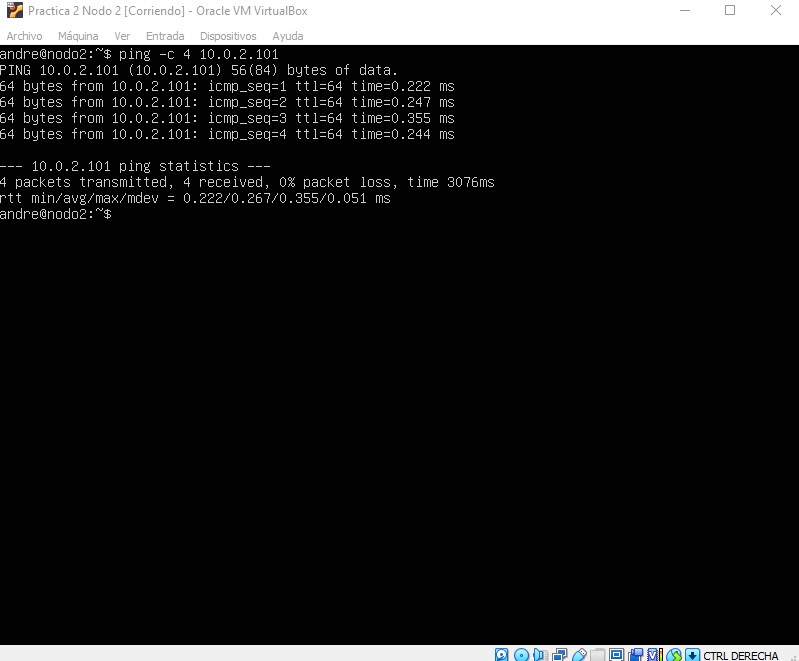 Practica 2 Nodo 2 [Corriendo] - Oracle VM VirtualBox
Archivo Máquina Ver Entrada Dispositivos Ayuda
andre@nodo2:~$ ping -c 4 10.0.2.101
PING 10.0.2.101 (10.0.2.101) 56(84) bytes of data.
64 bytes from 10.0.2.101: icmp_seq=1 ttl=64 time=0.222 ms
64 bytes from 10.0.2.101: icmp_seq=2 ttl=64 time=0.247 ms
64 bytes from 10.0.2.101: icmp_seq=3 ttl=64 time=0.355 ms
64 bytes from 10.0.2.101: icmp_seq=4 ttl=64 time=0.244 ms
--- 10.0.2.101 ping statistics ---
4 packets transmitted, 4 received, 0% packet loss, time 3076ms
rtt min/avg/max/mdev = 0.222/0.267/0.355/0.051 ms
andre@nodo2:~$
CTRL DERECHA